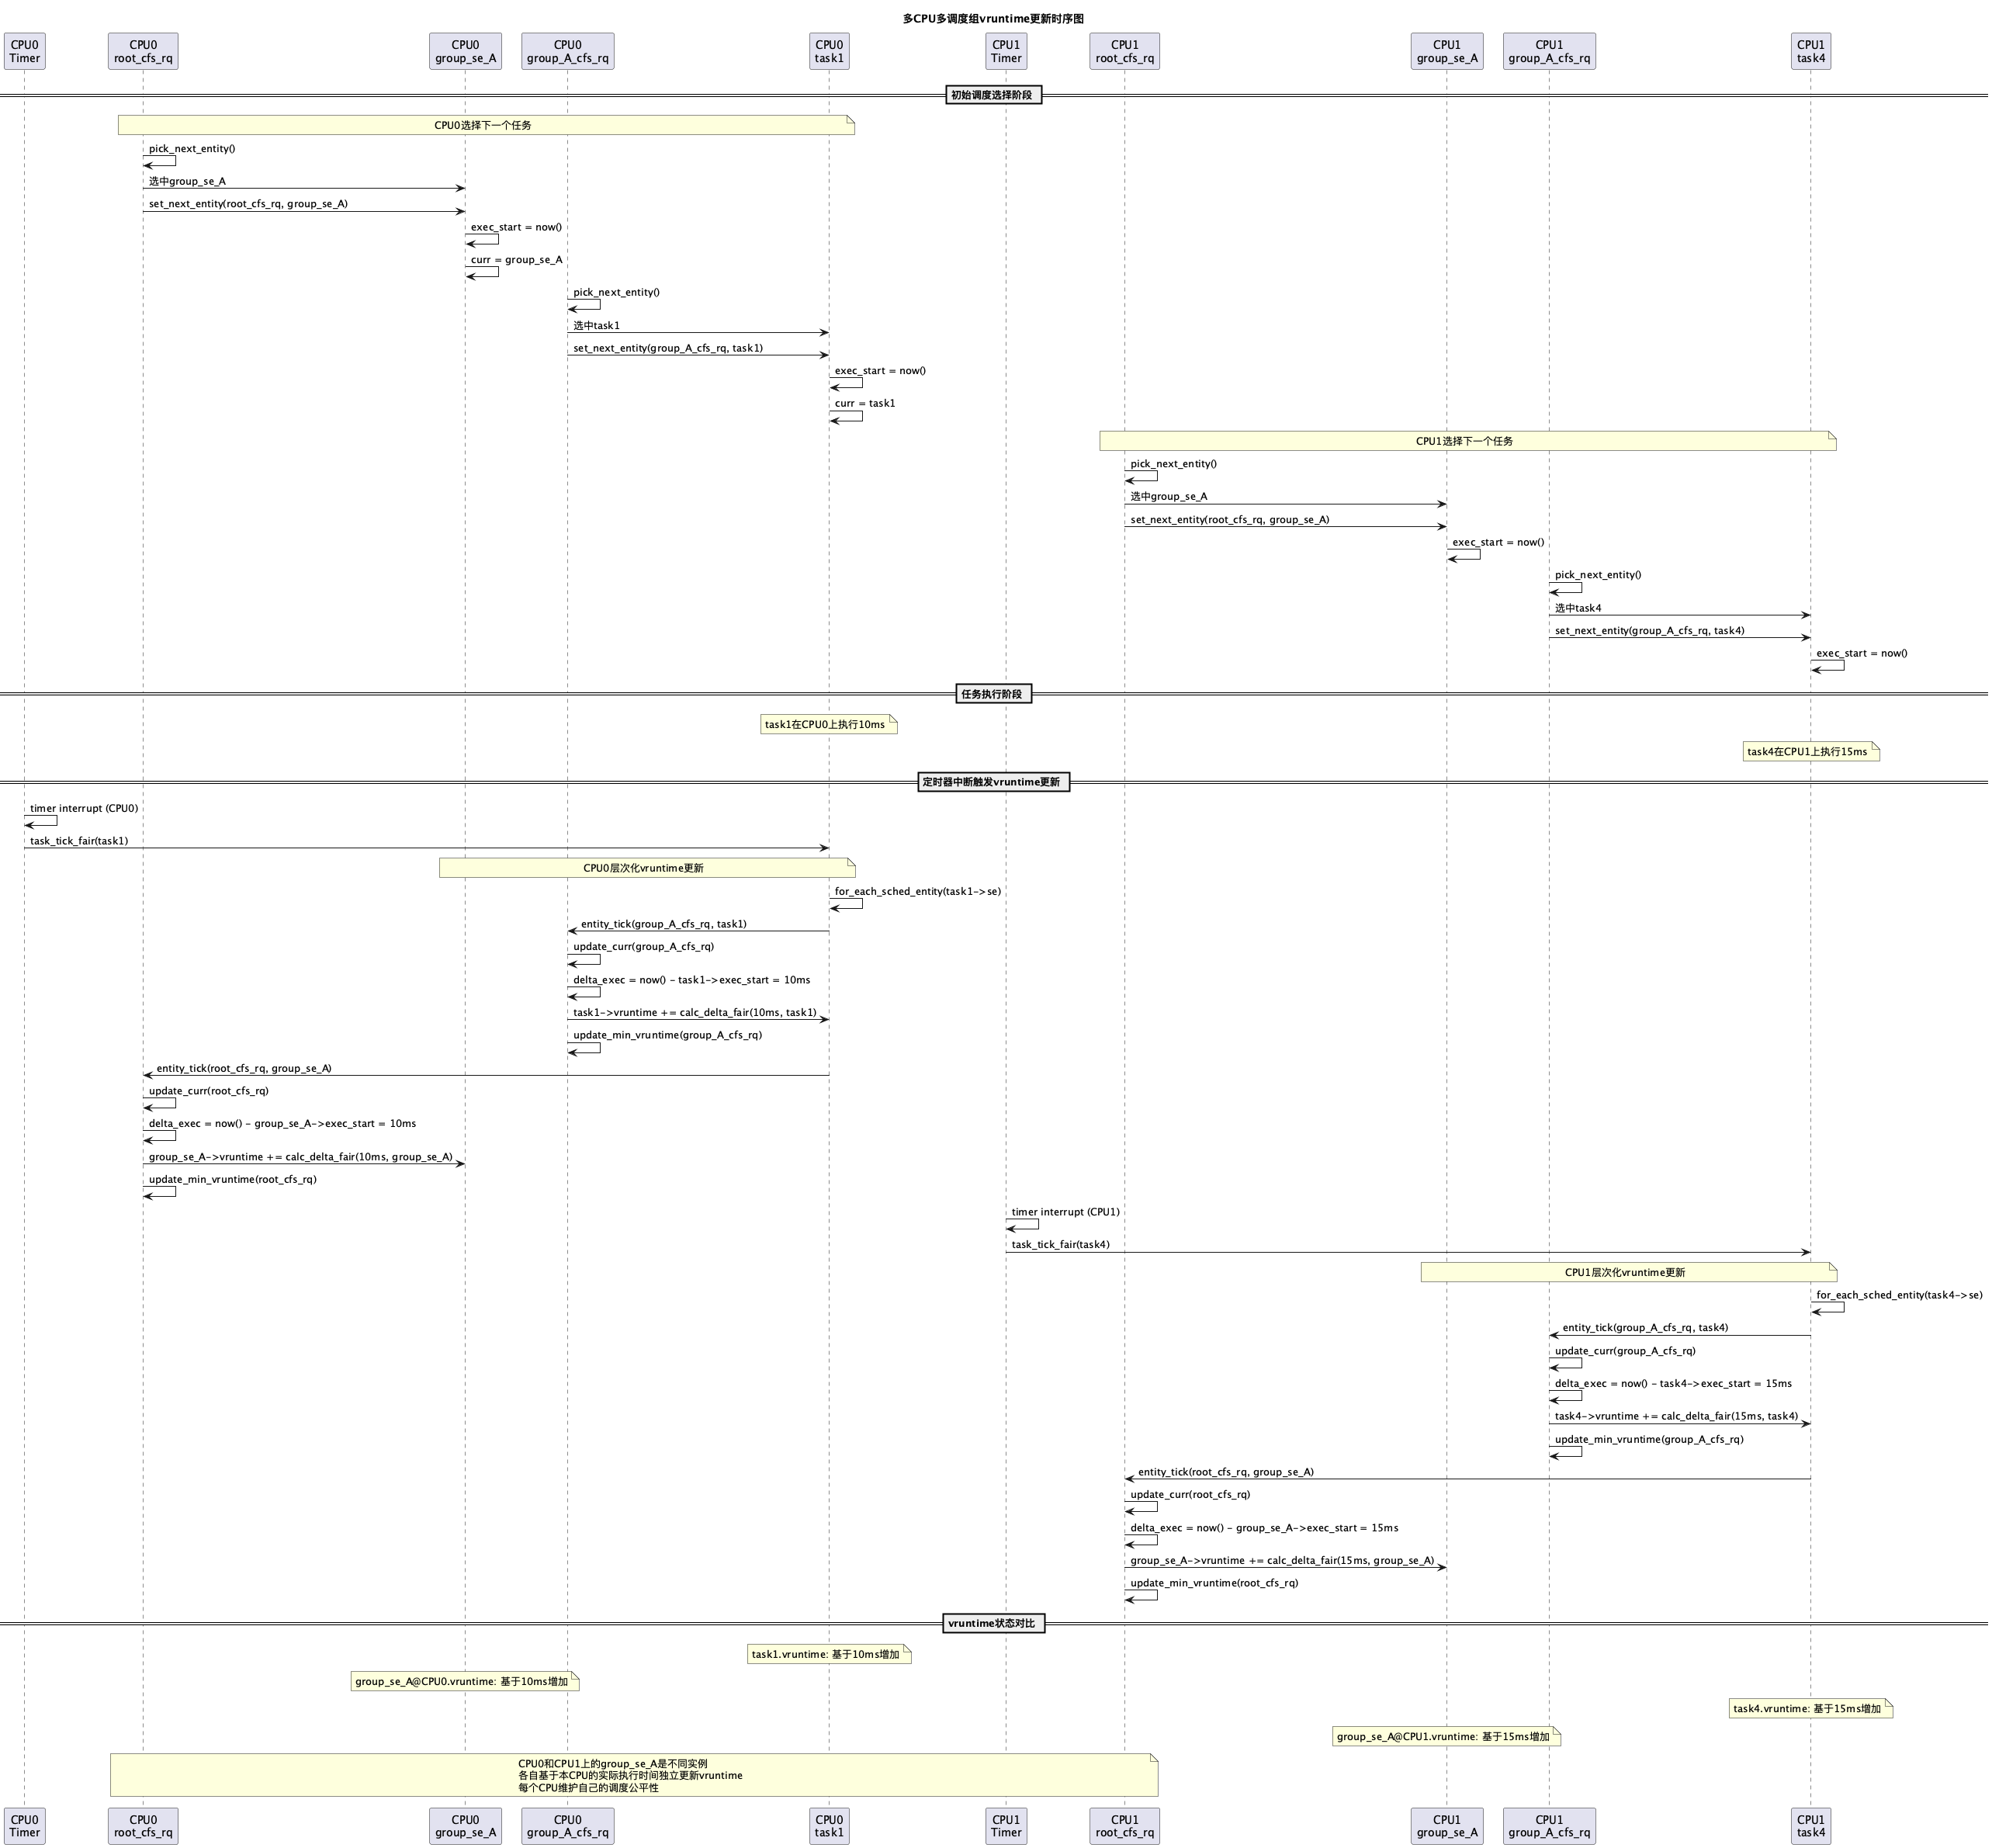 多CPU多调度组vruntime更新时序图
CPU0
Timer
CPU0
root_cfs_rq
CPU0
group_se_A
CPU0
group_A_cfs_rq
CPU0
task1
CPU1
Timer
CPU1
root_cfs_rq
CPU1
group_se_A
CPU1
group_A_cfs_rq
CPU1
task4
初始调度选择阶段
CPU0选择下一个任务
pick_next_entity()
选中group_se_A
set_next_entity(root_cfs_rq, group_se_A)
exec_start = now()
curr = group_se_A
pick_next_entity()
选中task1
set_next_entity(group_A_cfs_rq, task1)
exec_start = now()
curr = task1
CPU1选择下一个任务
pick_next_entity()
选中group_se_A
set_next_entity(root_cfs_rq, group_se_A)
exec_start = now()
pick_next_entity()
选中task4
set_next_entity(group_A_cfs_rq, task4)
exec_start = now()
任务执行阶段
task1在CPU0上执行10ms
task4在CPU1上执行15ms
定时器中断触发vruntime更新
timer interrupt (CPU0)
task_tick_fair(task1)
CPU0层次化vruntime更新
for_each_sched_entity(task1->se)
entity_tick(group_A_cfs_rq, task1)
update_curr(group_A_cfs_rq)
delta_exec = now() - task1->exec_start = 10ms
task1->vruntime += calc_delta_fair(10ms, task1)
update_min_vruntime(group_A_cfs_rq)
entity_tick(root_cfs_rq, group_se_A)
update_curr(root_cfs_rq)
delta_exec = now() - group_se_A->exec_start = 10ms
group_se_A->vruntime += calc_delta_fair(10ms, group_se_A)
update_min_vruntime(root_cfs_rq)
timer interrupt (CPU1)
task_tick_fair(task4)
CPU1层次化vruntime更新
for_each_sched_entity(task4->se)
entity_tick(group_A_cfs_rq, task4)
update_curr(group_A_cfs_rq)
delta_exec = now() - task4->exec_start = 15ms
task4->vruntime += calc_delta_fair(15ms, task4)
update_min_vruntime(group_A_cfs_rq)
entity_tick(root_cfs_rq, group_se_A)
update_curr(root_cfs_rq)
delta_exec = now() - group_se_A->exec_start = 15ms
group_se_A->vruntime += calc_delta_fair(15ms, group_se_A)
update_min_vruntime(root_cfs_rq)
vruntime状态对比
task1.vruntime: 基于10ms增加
group_se_A@CPU0.vruntime: 基于10ms增加
task4.vruntime: 基于15ms增加
group_se_A@CPU1.vruntime: 基于15ms增加
CPU0和CPU1上的group_se_A是不同实例
各自基于本CPU的实际执行时间独立更新vruntime
每个CPU维护自己的调度公平性
CPU0
Timer
CPU0
root_cfs_rq
CPU0
group_se_A
CPU0
group_A_cfs_rq
CPU0
task1
CPU1
Timer
CPU1
root_cfs_rq
CPU1
group_se_A
CPU1
group_A_cfs_rq
CPU1
task4